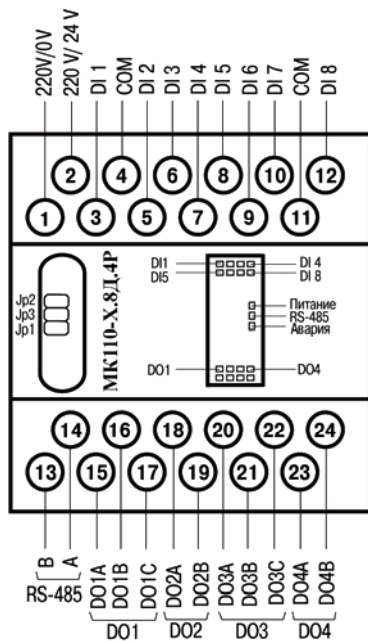 220V/0V
220 V/ 24 V
DI 1
COM
DI 2
DI 3
DI 4
DI 5
DI 6
DI 7
COM
DI 8
2 4 6 8 10 12
1 3 5 7 9 11
Jp2
Jp3
Jp1
МК110-Х.8Д.4Р
DI1 DI 4
DI5 DI 8
Питание
RS-485
Авария
DO1 DO4
14 16 18 20 22 24
13 15 17 19 21 23
B
A
DO1A
DO1B
DO1C
DO2A
DO2B
DO3A
DO3B
DO3C
DO4A
DO4B
RS-485
DO1 DO2 DO3 DO4